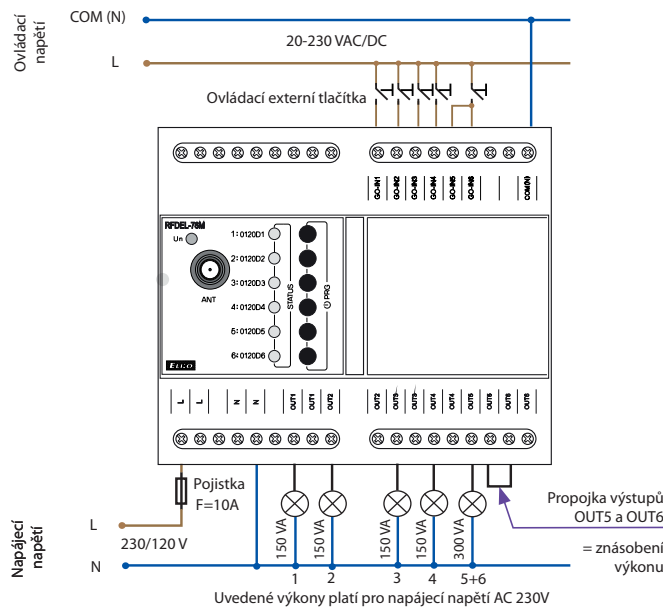 Ovládací
napětí
COM (N)
20-230 VAC/DC
L
Ovládací externí tlačítka
GO-IN1
GO-IN2
GO-IN3
GO-IN4
GO-IN5
GO-IN6
COM(N)
RFDEL-76M
Un
ANT
1: 0120D1
2: 0120D2
3: 0120D3
4: 0120D4
5: 0120D5
6: 0120D6
STATUS
PRG
ELKO
L
L
N
N
OUT1
OUT1
OUT2
OUT2
OUT3
OUT3
OUT4
OUT4
OUT5
OUT5
OUT6
OUT6
Pojistka
F=10A
Napájecí
napětí
L
230/120 V
N
150 VA
150 VA
150 VA
150 VA
300 VA
1
2
3
4
5+6
Propojka výstupů
OUT5 a OUT6
= znásobení
výkonu
Uvedené výkony platí pro napájecí napětí AC 230V